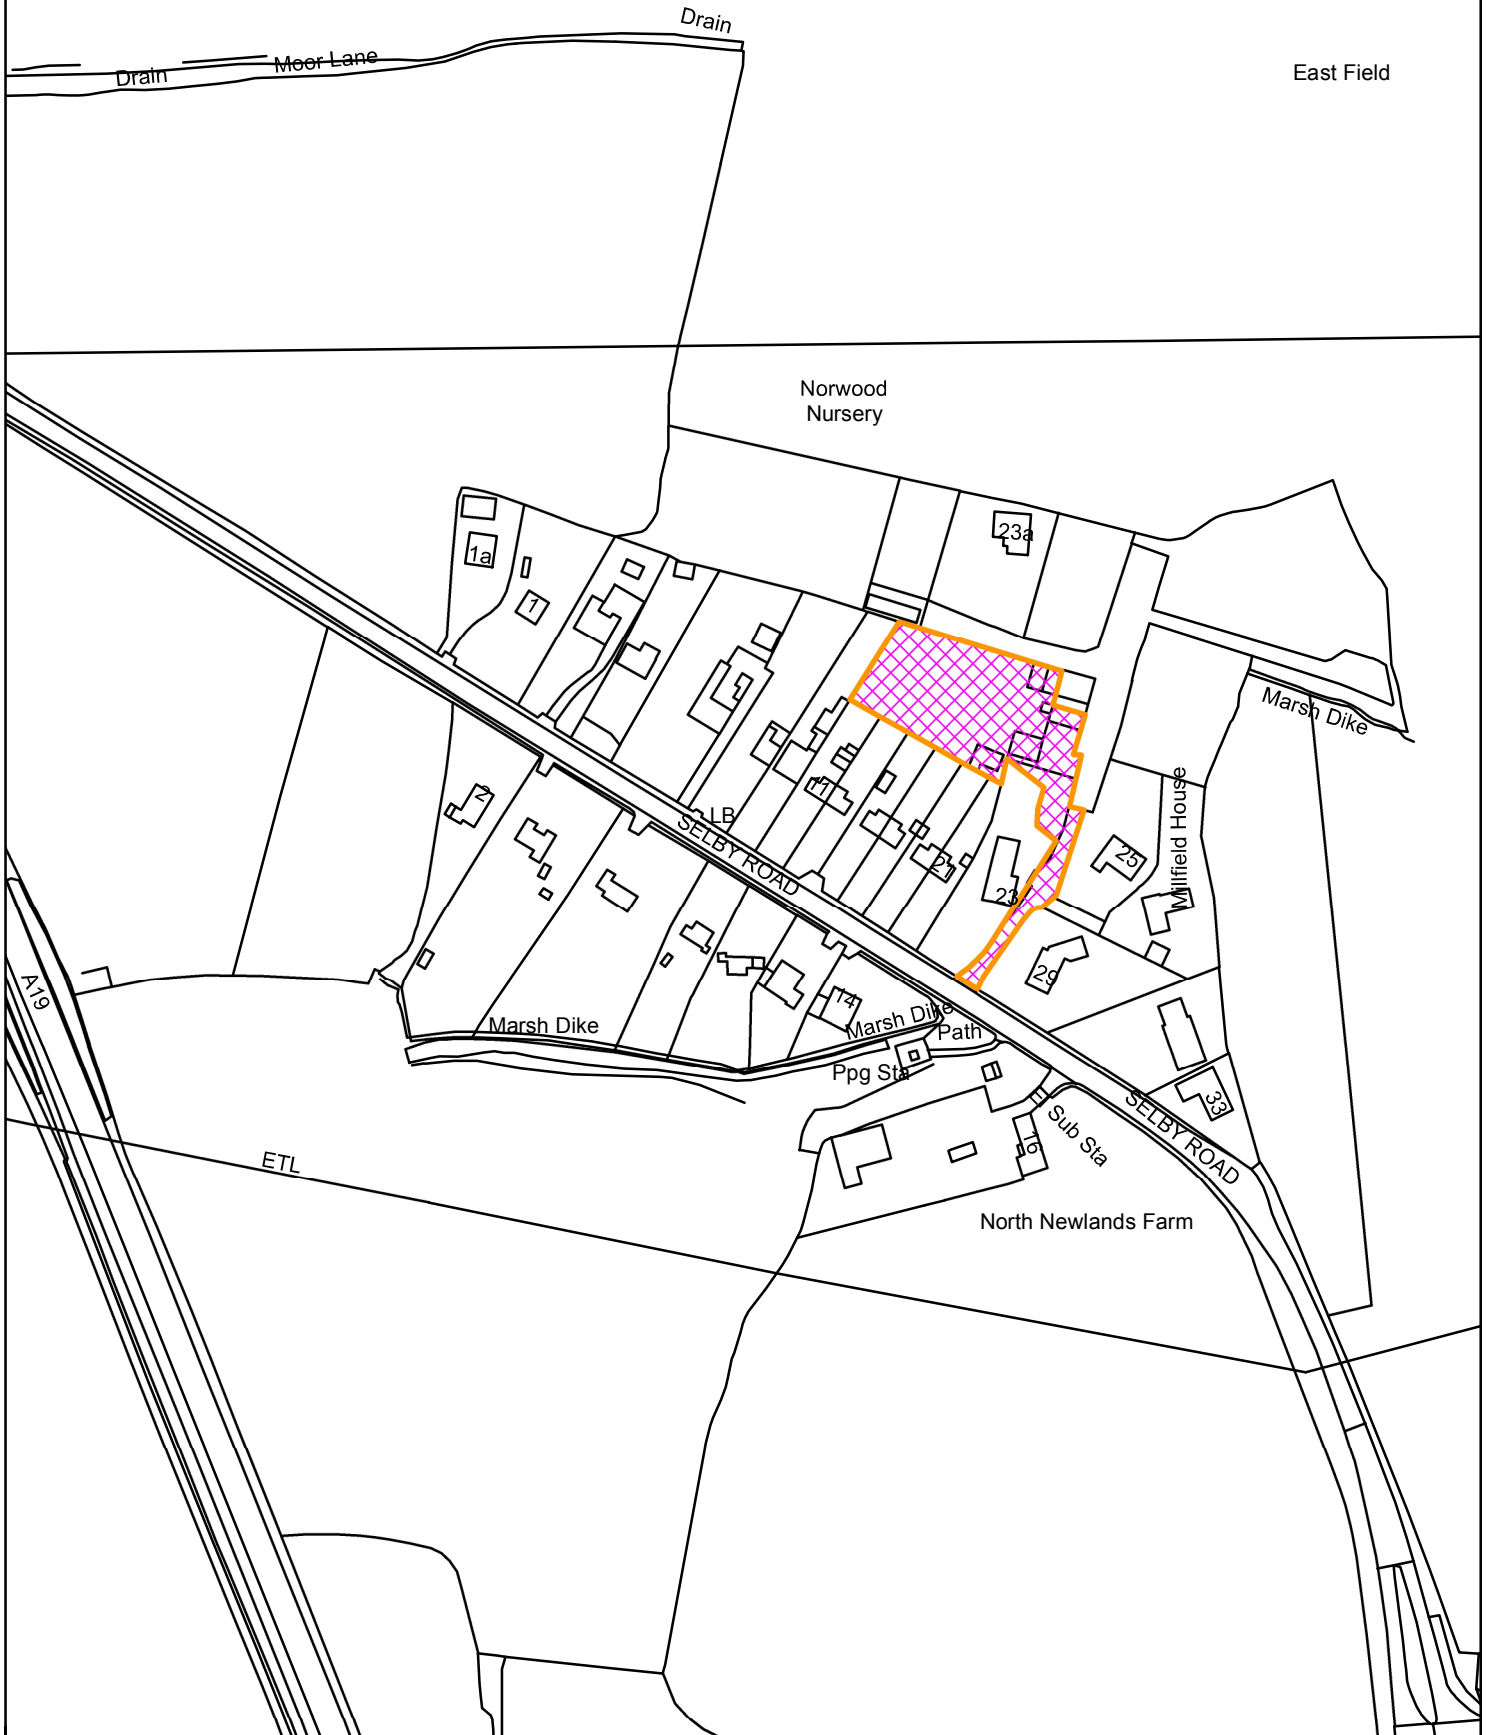 Drain
East Field
Moor Lane
Drain
Norwood
Nursery
23a
1a
1
Marsh Dike
2
11
LB
SELBY ROAD
21
25
Millfield House
23
29
A19
14
Marsh Dike
Marsh Dike
Path
Ppg Sta
33
SELBY ROAD
Sub Sta
16
ETL
North Newlands Farm